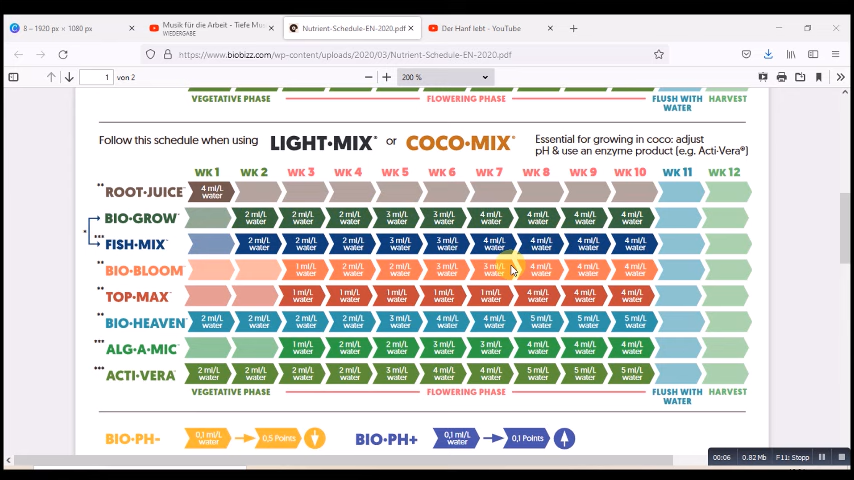 8 – 1920 px × 1080 px
Musik für die Arbeit - Tiefe Mus
WIEDERGABE
Nutrient-Schedule-EN-2020.pdf
Der Hanf lebt - YouTube
https://www.biobizz.com/wp-content/uploads/2020/03/Nutrient-Schedule-EN-2020.pdf
1 von 2
200 %
VEGETATIVE PHASE FLOWERING PHASE FLUSH WITH WATER HARVEST
Follow this schedule when using LIGHT·MIX® or COCO·MIX® Essential for growing in coco: adjust
pH & use an enzyme product (e.g. Acti·Vera®)
WK 1 WK 2 WK 3 WK 4 WK 5 WK 6 WK 7 WK 8 WK 9 WK 10 WK 11 WK 12
** ROOT·JUICE™ 4 ml/L water
* BIO·GROW™ 2 ml/L water 2 ml/L water 2 ml/L water 3 ml/L water 3 ml/L water 4 ml/L water 4 ml/L water 4 ml/L water 4 ml/L water
*** FISH·MIX™ 2 ml/L water 2 ml/L water 2 ml/L water 3 ml/L water 3 ml/L water 4 ml/L water 4 ml/L water 4 ml/L water 4 ml/L water
** BIO·BLOOM™ 1 ml/L water 2 ml/L water 2 ml/L water 3 ml/L water 3 ml/L water 4 ml/L water 4 ml/L water 4 ml/L water
** TOP·MAX™ 1 ml/L water 1 ml/L water 1 ml/L water 1 ml/L water 1 ml/L water 4 ml/L water 4 ml/L water 4 ml/L water
** BIO·HEAVEN™ 2 ml/L water 2 ml/L water 2 ml/L water 2 ml/L water 3 ml/L water 4 ml/L water 4 ml/L water 5 ml/L water 5 ml/L water 5 ml/L water
*** ALG·A·MIC™ 1 ml/L water 2 ml/L water 2 ml/L water 3 ml/L water 3 ml/L water 4 ml/L water 4 ml/L water 4 ml/L water
*** ACTI·VERA™ 2 ml/L water 2 ml/L water 2 ml/L water 2 ml/L water 3 ml/L water 4 ml/L water 4 ml/L water 5 ml/L water 5 ml/L water 5 ml/L water
VEGETATIVE PHASE FLOWERING PHASE FLUSH WITH WATER HARVEST
BIO·PH- 0,1 ml/L water 0,5 Points BIO·PH+ 0,1 ml/L water 0,1 Points
00:06 0.82 Mb F11: Stopp